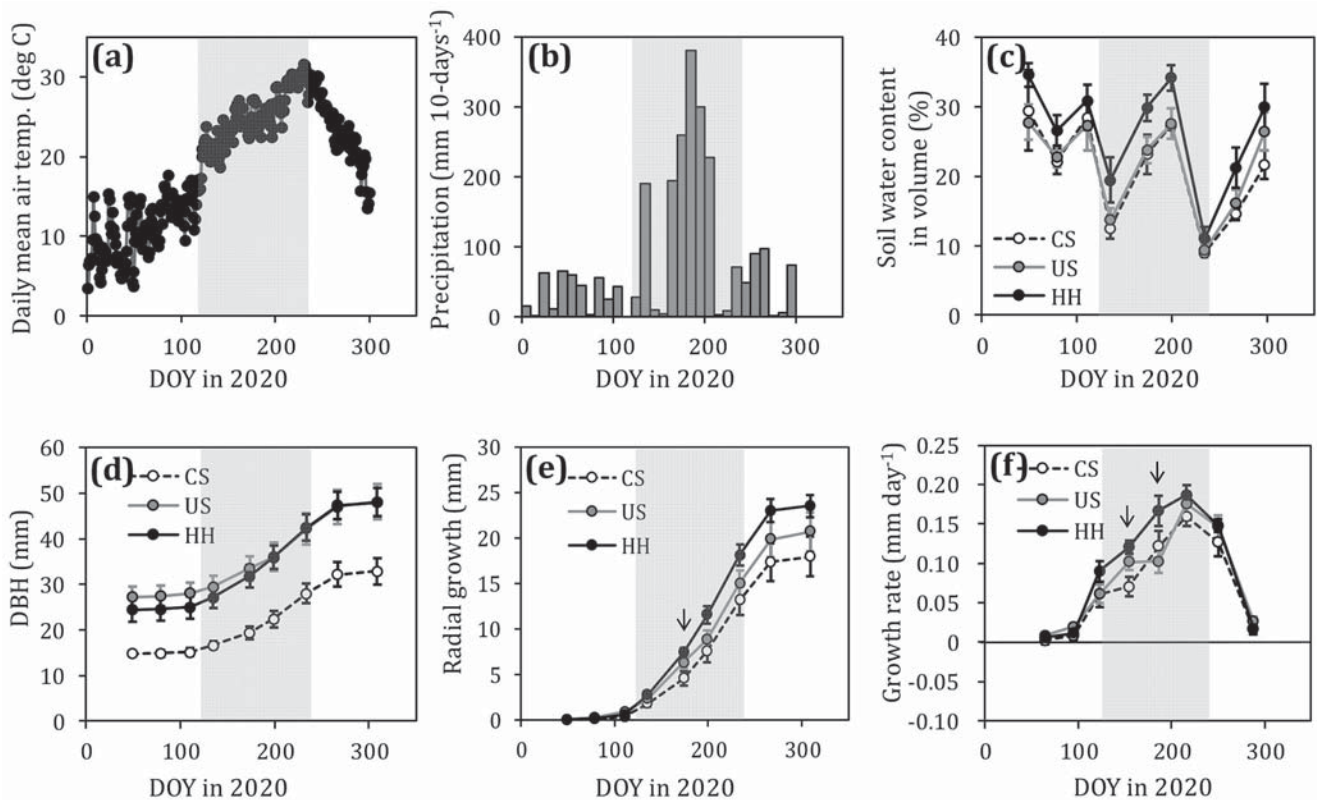 (a)
Daily mean air temp. (deg C)
30
20
10
0
0 100 200 300
DOY in 2020
(b)
Precipitation (mm 10-days⁻¹)
400
300
200
100
0
0 100 200 300
DOY in 2020
(c)
Soil water content
in volume (%)
40
30
20
10
0
CS
US
HH
0 100 200 300
DOY in 2020
(d)
DBH (mm)
60
50
40
30
20
10
0
CS
US
HH
0 100 200 300
DOY in 2020
(e)
Radial growth (mm)
30
25
20
15
10
5
0
CS
US
HH
0 100 200 300
DOY in 2020
(f)
Growth rate (mm day⁻¹)
0.25
0.20
0.15
0.10
0.05
0
-0.05
-0.10
CS
US
HH
0 100 200 300
DOY in 2020